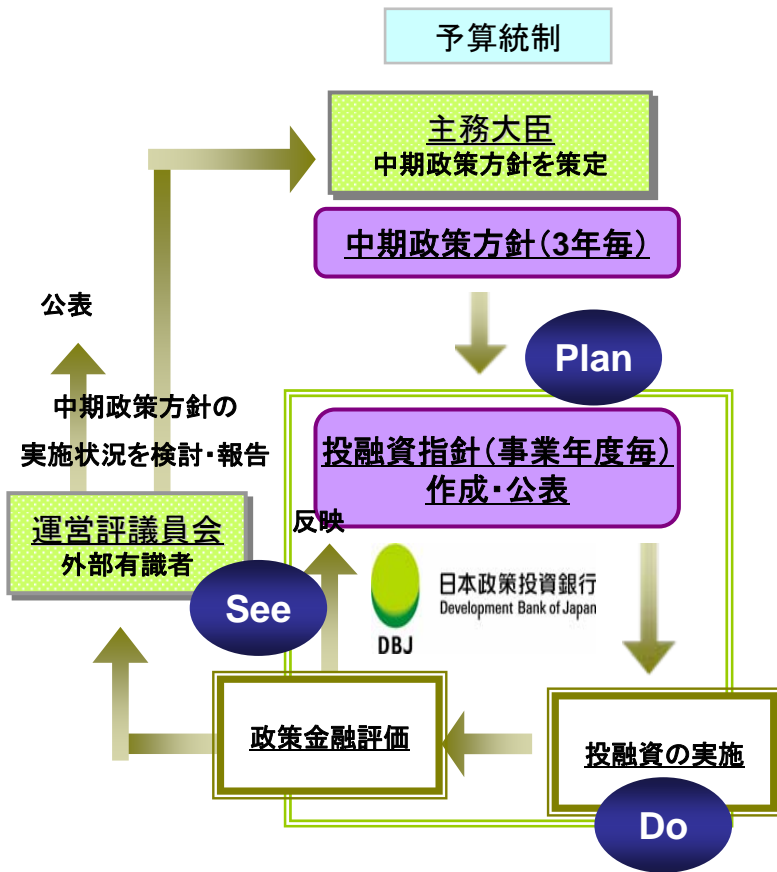 予算統制
主務大臣
中期政策方針を策定
中期政策方針(3年毎)
公表
Plan
中期政策方針の
実施状況を検討・報告
投融資指針(事業年度毎)
作成・公表
運営評議員会
外部有識者
反映
See
日本政策投資銀行
Development Bank of Japan
DBJ
政策金融評価
投融資の実施
Do